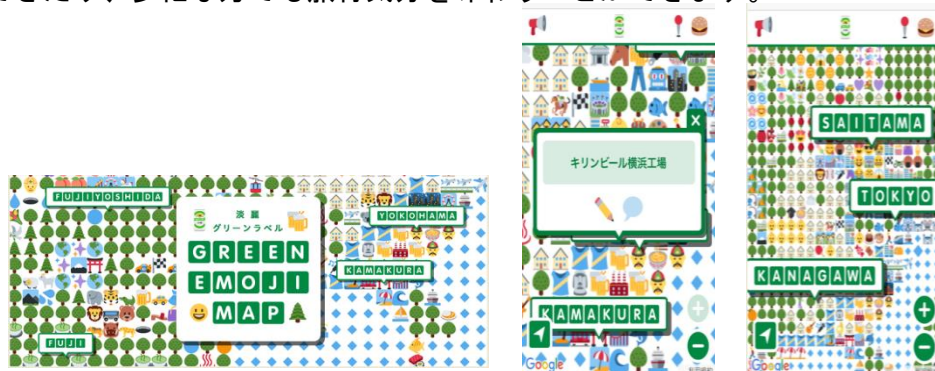 FUJIYOSHIDA
淡麗
グリーンラベル
GREEN
EMOJI
MAP
YOKOHAMA
KAMAKURA
FUJI
X
キリンビール横浜工場
KAMAKURA
Google
SAITAMA
TOKYO
KANAGAWA
Google